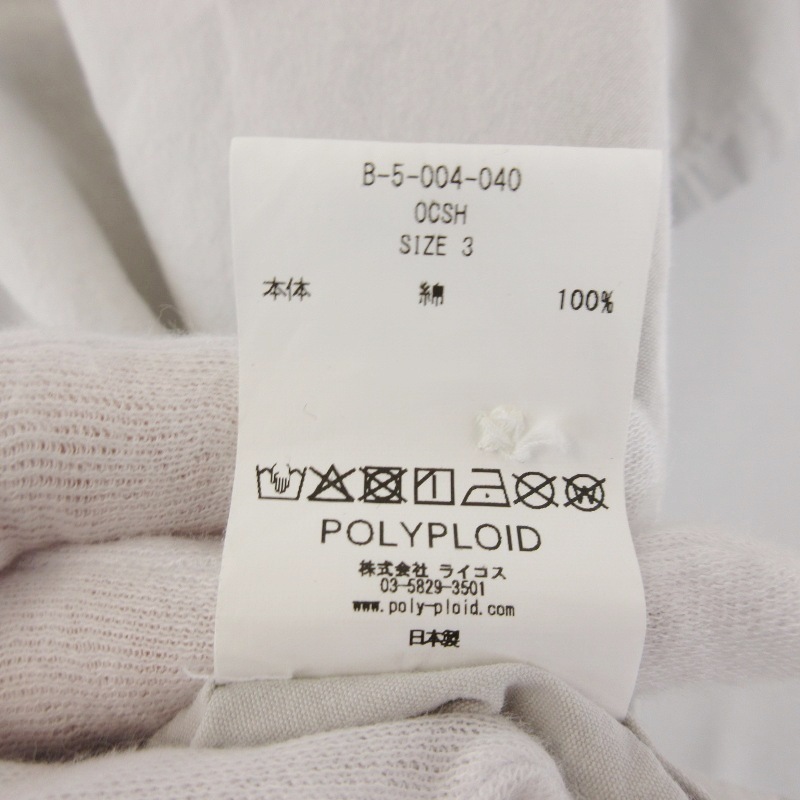 B-5-004-040
OCSH
SIZE 3
本体 綿 100%
POLYPLOID
株式会社 ライコス
03-5829-3501
www.poly-ploid.com
日本製